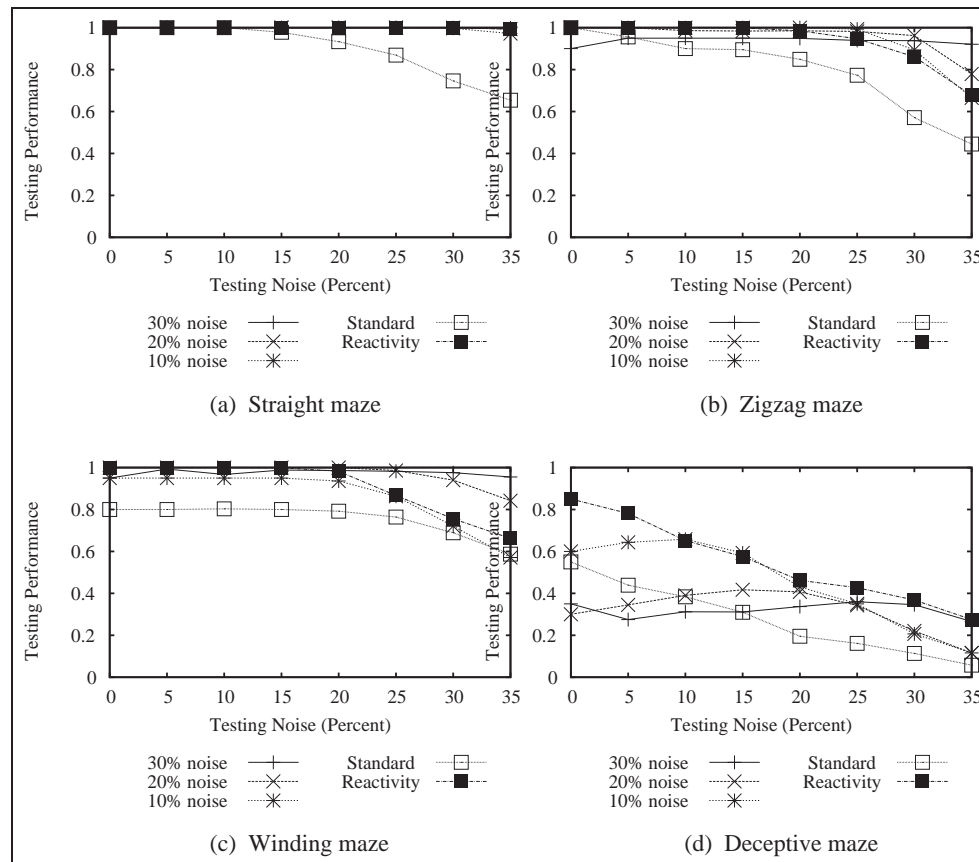 Testing Performance
1
0.8
0.6
0.4
0.2
0
0 5 10 15 20 25 30 35
Testing Noise (Percent)
30% noise
20% noise
10% noise
Standard
Reactivity
(a) Straight maze
Testing Performance
1
0.8
0.6
0.4
0.2
0
0 5 10 15 20 25 30 35
Testing Noise (Percent)
30% noise
20% noise
10% noise
Standard
Reactivity
(b) Zigzag maze
Testing Performance
1
0.8
0.6
0.4
0.2
0
0 5 10 15 20 25 30 35
Testing Noise (Percent)
30% noise
20% noise
10% noise
Standard
Reactivity
(c) Winding maze
Testing Performance
1
0.8
0.6
0.4
0.2
0
0 5 10 15 20 25 30 35
Testing Noise (Percent)
30% noise
20% noise
10% noise
Standard
Reactivity
(d) Deceptive maze